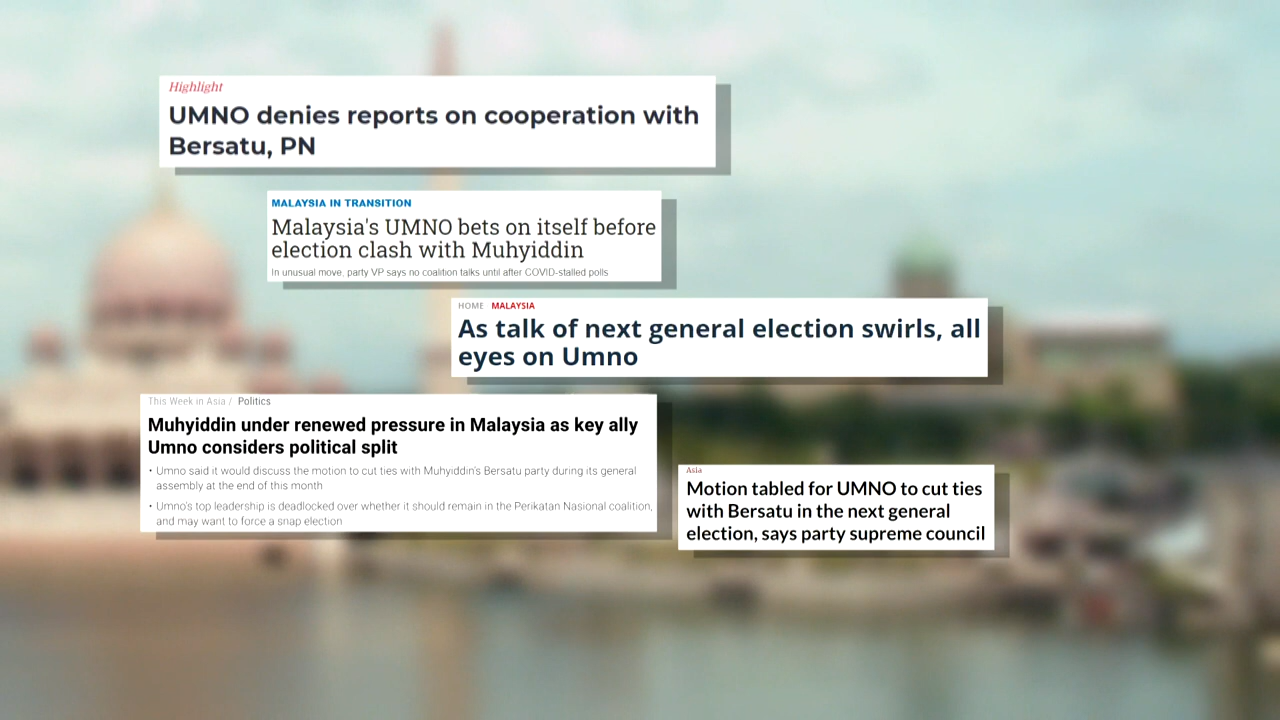 Highlight
UMNO denies reports on cooperation with
Bersatu, PN
MALAYSIA IN TRANSITION
Malaysia's UMNO bets on itself before
election clash with Muhyiddin
In unusual move, party VP says no coalition talks until after COVID-stalled polls
HOME MALAYSIA
As talk of next general election swirls, all
eyes on Umno
This Week in Asia / Politics
Muhyiddin under renewed pressure in Malaysia as key ally
Umno considers political split
• Umno said it would discuss the motion to cut ties with Muhyiddin's Bersatu party during its general
assembly at the end of this month
• Umno's top leadership is deadlocked over whether it should remain in the Perikatan Nasional coalition,
and may want to force a snap election
Asia
Motion tabled for UMNO to cut ties
with Bersatu in the next general
election, says party supreme council